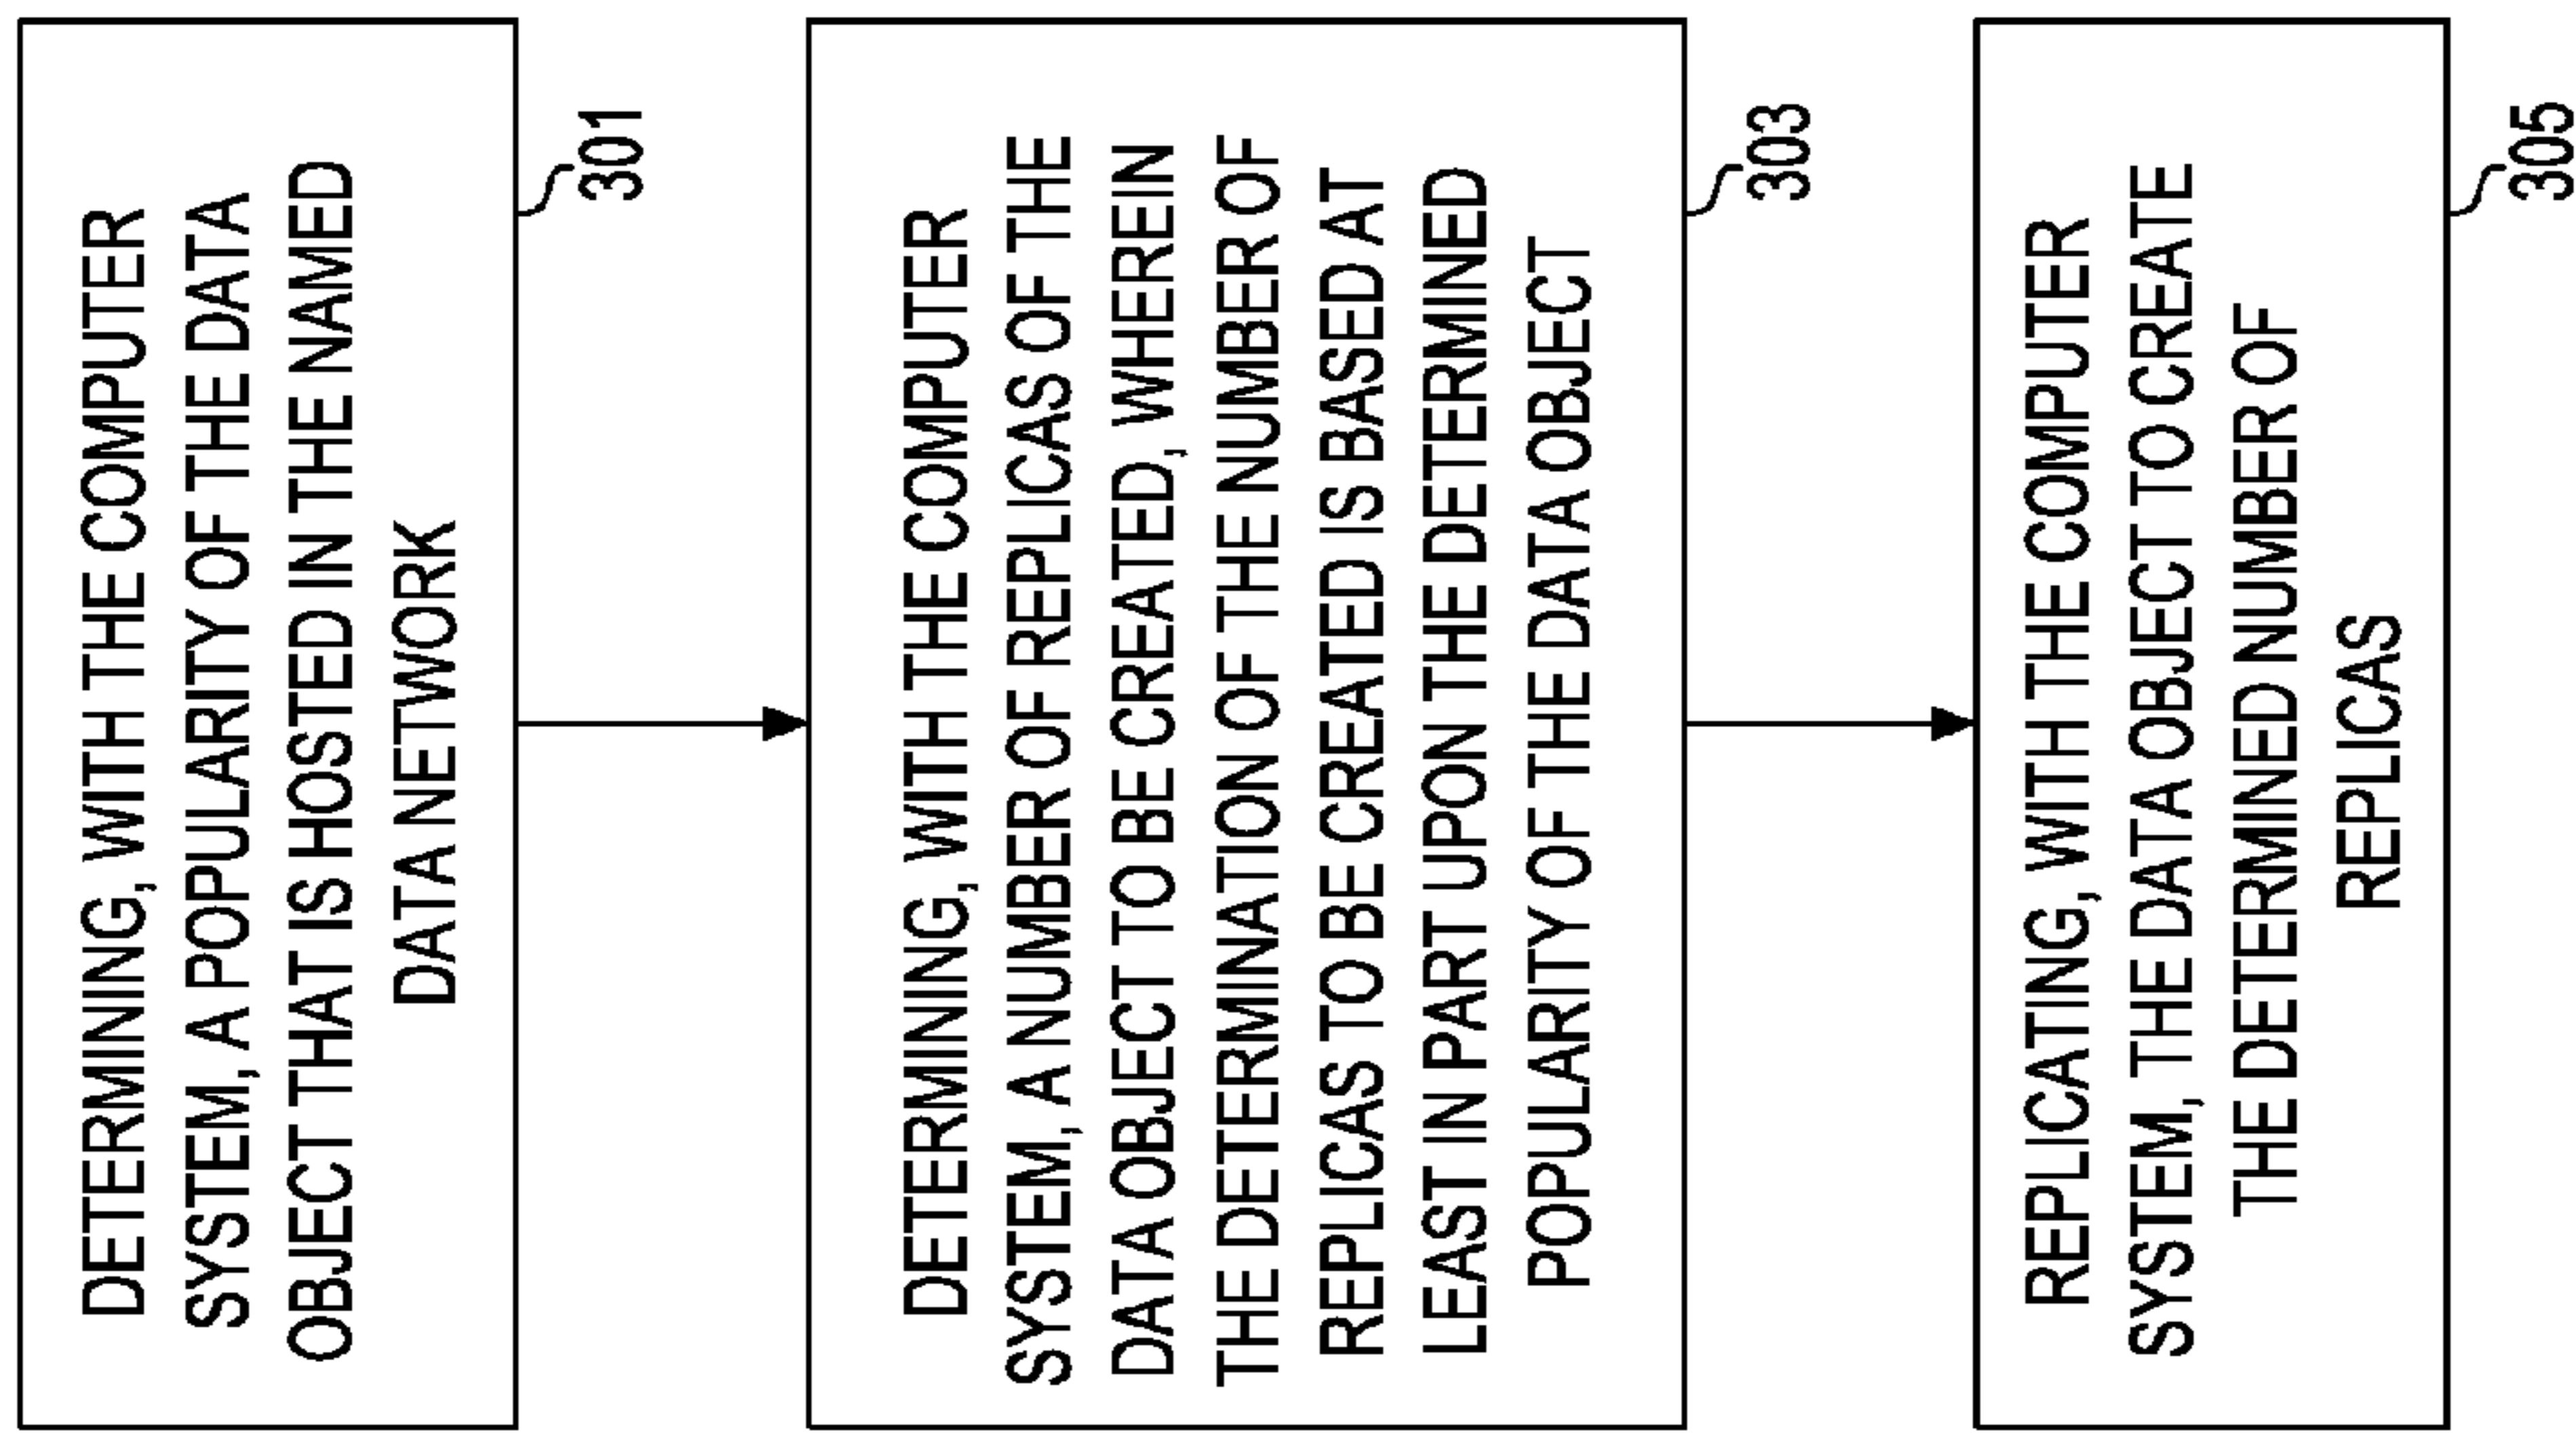 DETERMINING, WITH THE COMPUTER
SYSTEM, A POPULARITY OF THE DATA
OBJECT THAT IS HOSTED IN THE NAMED
DATA NETWORK
301
DETERMINING, WITH THE COMPUTER
SYSTEM, A NUMBER OF REPLICAS OF THE
DATA OBJECT TO BE CREATED, WHEREIN
THE DETERMINATION OF THE NUMBER OF
REPLICAS TO BE CREATED IS BASED AT
LEAST IN PART UPON THE DETERMINED
POPULARITY OF THE DATA OBJECT
303
REPLICATING, WITH THE COMPUTER
SYSTEM, THE DATA OBJECT TO CREATE
THE DETERMINED NUMBER OF
REPLICAS
305